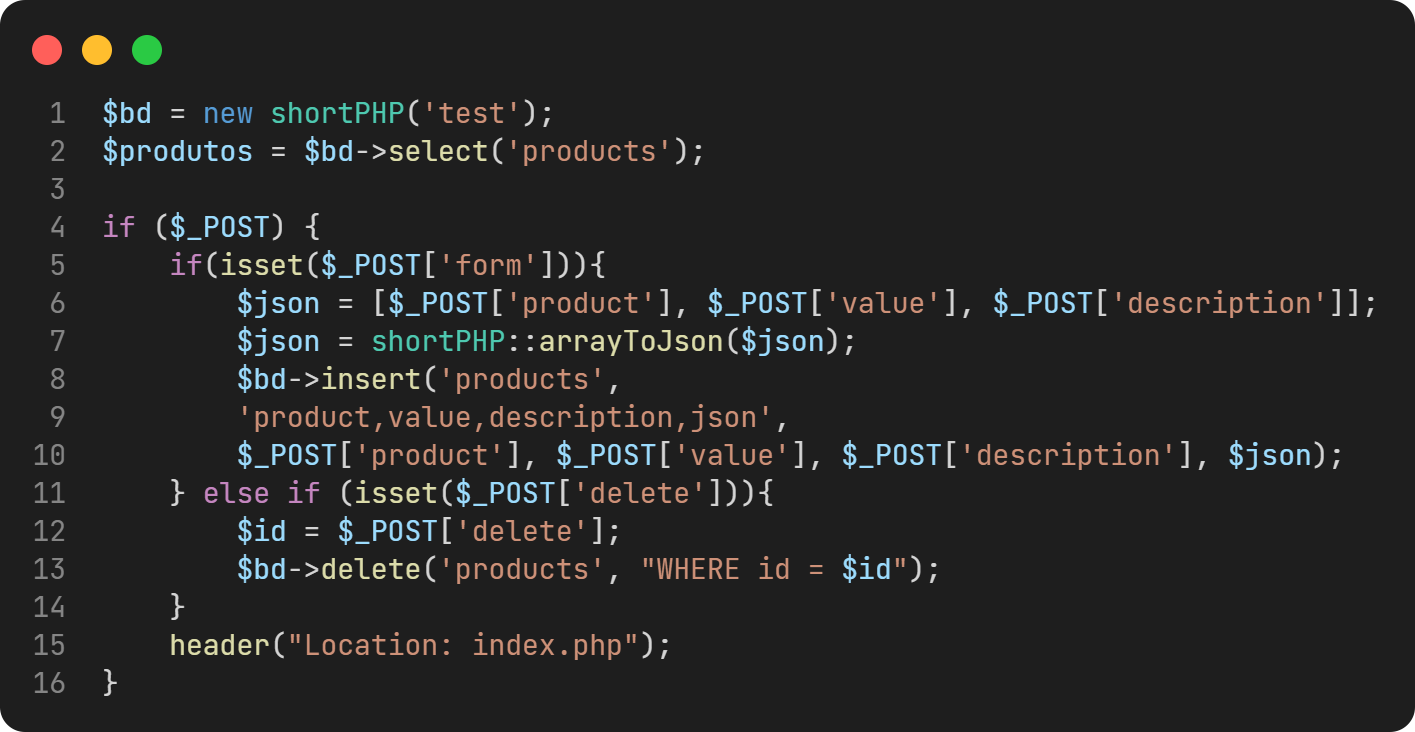 1 $bd = new shortPHP('test');
2 $produtos = $bd->select('products');
3
4 if ($_POST) {
5     if(isset($_POST['form'])){
6         $json = [$_POST['product'], $_POST['value'], $_POST['description']];
7         $json = shortPHP::arrayToJson($json);
8         $bd->insert('products',
9         'product,value,description,json',
10         $_POST['product'], $_POST['value'], $_POST['description'], $json);
11     } else if (isset($_POST['delete'])){
12         $id = $_POST['delete'];
13         $bd->delete('products', "WHERE id = $id");
14     }
15     header("Location: index.php");
16 }